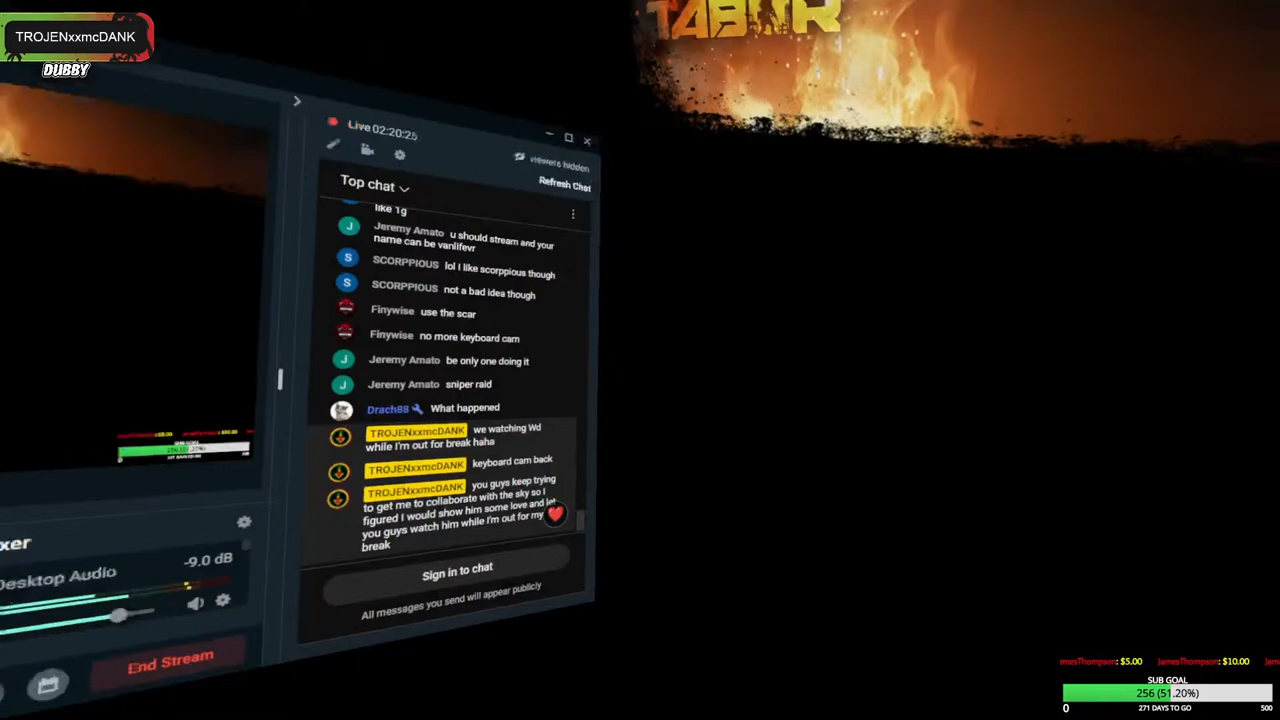 TROJENxxmcDANK
DUBBY
TABOR
Live 02:20:25
viewers hidden
Refresh Chat
Top chat
like 1g
Jeremy Amato u should stream and your
name can be vanlifevr
SCORPPIOUS lol I like scorppious though
SCORPPIOUS not a bad idea though
Finywise use the scar
Finywise no more keyboard cam
Jeremy Amato be only one doing it
Jeremy Amato sniper raid
Drach88 What happened
TROJENxxmcDANK we watching Wd
while I'm out for break haha
TROJENxxmcDANK keyboard cam back
TROJENxxmcDANK you guys keep trying
to get me to collaborate with the sky so I
figured I would show him some love and let
you guys watch him while I'm out for my
break
Sign in to chat
All messages you send will appear publicly
xer
-9.0 dB
Desktop Audio
End Stream
mesThompson: $5.00 JamesThompson: $10.00 Ja
SUB GOAL
256 (51.20%)
0 271 DAYS TO GO 500